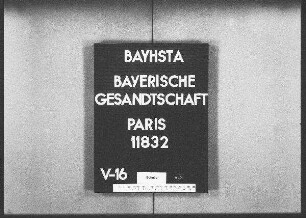 BAYHSTA
BAYERISCHE
GESANDTSCHAFT
PARIS
11832
V-16